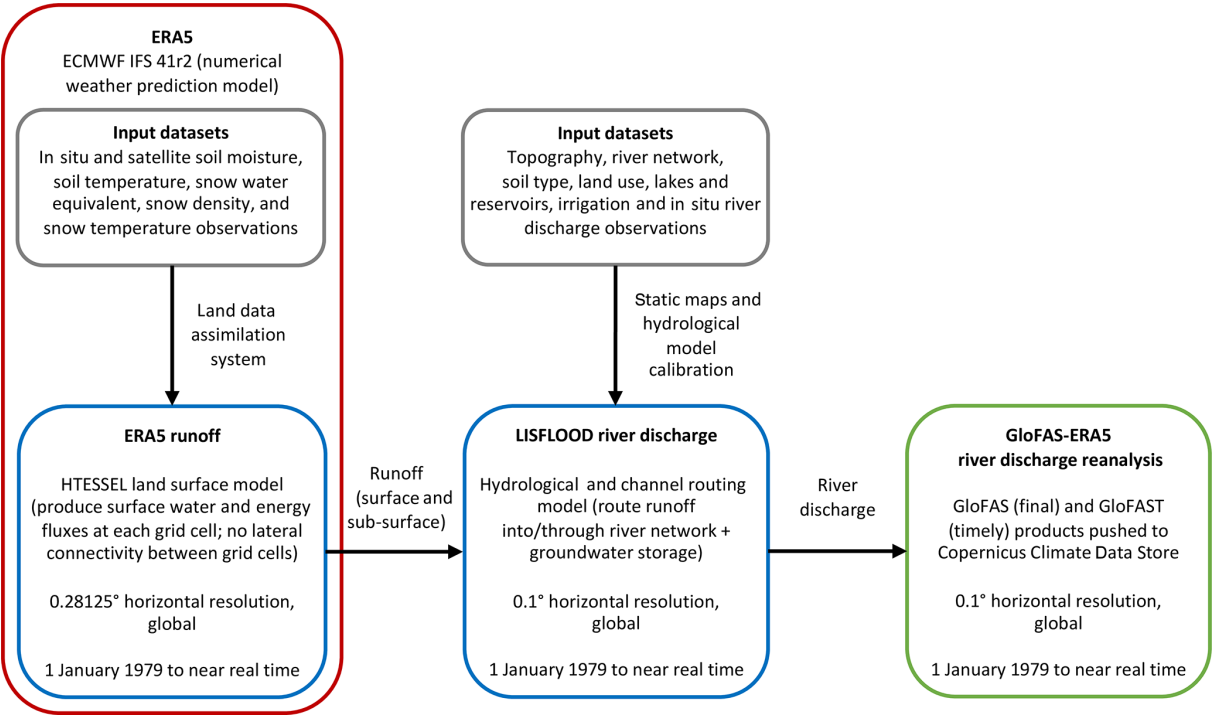 ERA5
ECMWF IFS 41r2 (numerical
weather prediction model)
Input datasets
In situ and satellite soil moisture,
soil temperature, snow water
equivalent, snow density, and
snow temperature observations
Land data
assimilation
system
ERA5 runoff
HTESSEL land surface model
(produce surface water and energy
fluxes at each grid cell; no lateral
connectivity between grid cells)
0.28125° horizontal resolution,
global
1 January 1979 to near real time
Runoff
(surface and
sub-surface)
Input datasets
Topography, river network,
soil type, land use, lakes and
reservoirs, irrigation and in situ river
discharge observations
Static maps and
hydrological
model
calibration
LISFLOOD river discharge
Hydrological and channel routing
model (route runoff
into/through river network +
groundwater storage)
0.1° horizontal resolution,
global
1 January 1979 to near real time
River
discharge
GloFAS-ERA5
river discharge reanalysis
GloFAS (final) and GloFAST
(timely) products pushed to
Copernicus Climate Data Store
0.1° horizontal resolution,
global
1 January 1979 to near real time